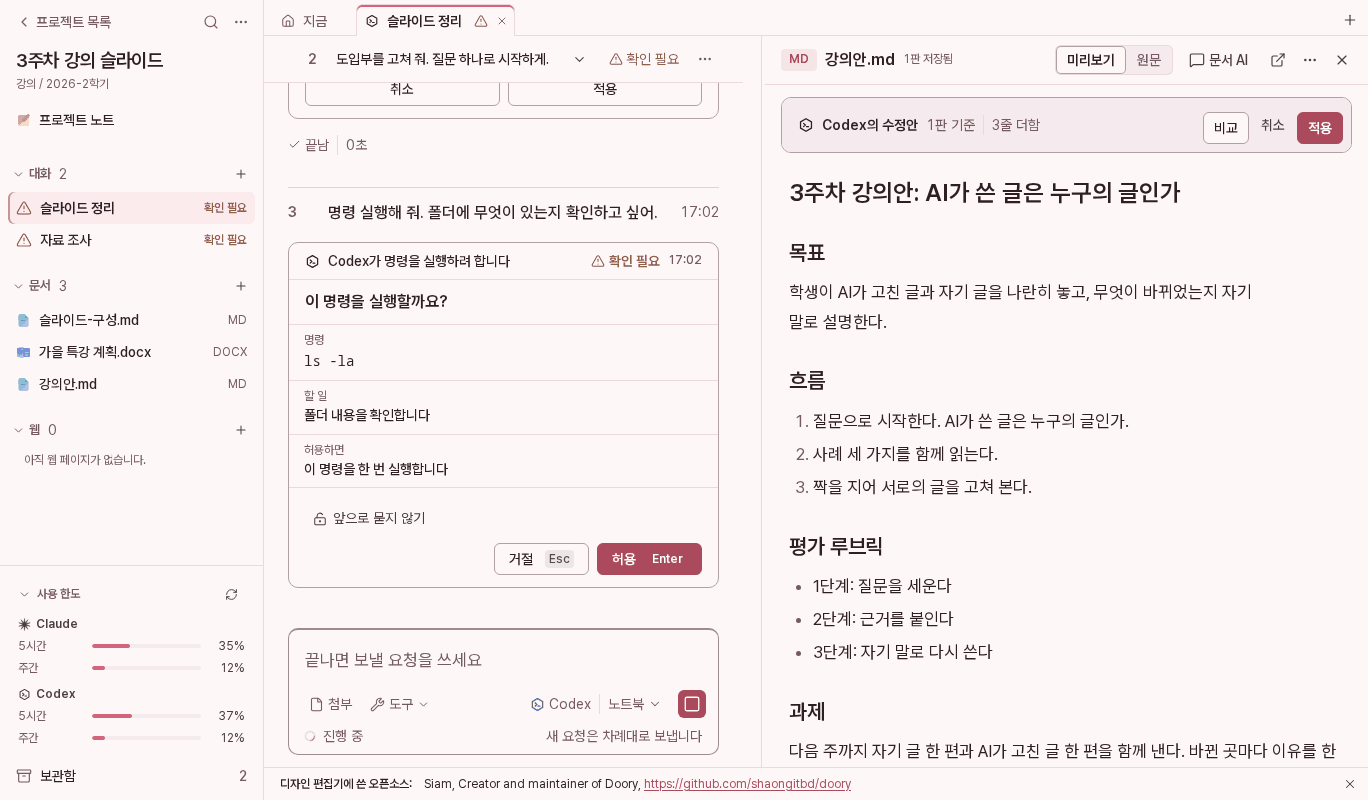 프로젝트 목록
3주차 강의 슬라이드
강의 / 2026-2학기
프로젝트 노트
대화 2
슬라이드 정리 확인 필요
자료 조사 확인 필요
문서 3
슬라이드-구성.md MD
가을 특강 계획.docx DOCX
강의안.md MD
웹 0
아직 웹 페이지가 없습니다.
사용 한도
Claude
5시간 35%
주간 12%
Codex
5시간 37%
주간 12%
보관함 2
지금
슬라이드 정리
2 도입부를 고쳐 줘. 질문 하나로 시작하게. 확인 필요
취소 적용
끝남 0초
3 명령 실행해 줘. 폴더에 무엇이 있는지 확인하고 싶어. 17:02
Codex가 명령을 실행하려 합니다 확인 필요 17:02
이 명령을 실행할까요?
명령
ls -la
할 일
폴더 내용을 확인합니다
허용하면
이 명령을 한 번 실행합니다
앞으로 묻지 않기
거절 Esc 허용 Enter
끝나면 보낼 요청을 쓰세요
첨부 도구 Codex 노트북
진행 중 새 요청은 차례대로 보냅니다
MD 강의안.md 1판 저장됨 미리보기 원문 문서 AI
Codex의 수정안 1판 기준 3줄 더함 비교 취소 적용
3주차 강의안: AI가 쓴 글은 누구의 글인가
목표
학생이 AI가 고친 글과 자기 글을 나란히 놓고, 무엇이 바뀌었는지 자기
말로 설명한다.
흐름
1. 질문으로 시작한다. AI가 쓴 글은 누구의 글인가.
2. 사례 세 가지를 함께 읽는다.
3. 짝을 지어 서로의 글을 고쳐 본다.
평가 루브릭
• 1단계: 질문을 세운다
• 2단계: 근거를 붙인다
• 3단계: 자기 말로 다시 쓴다
과제
다음 주까지 자기 글 한 편과 AI가 고친 글 한 편을 함께 낸다. 바뀐 곳마다 이유를 한
디자인 편집기에 쓴 오픈소스: Siam, Creator and maintainer of Doory, https://github.com/shaongitbd/doory